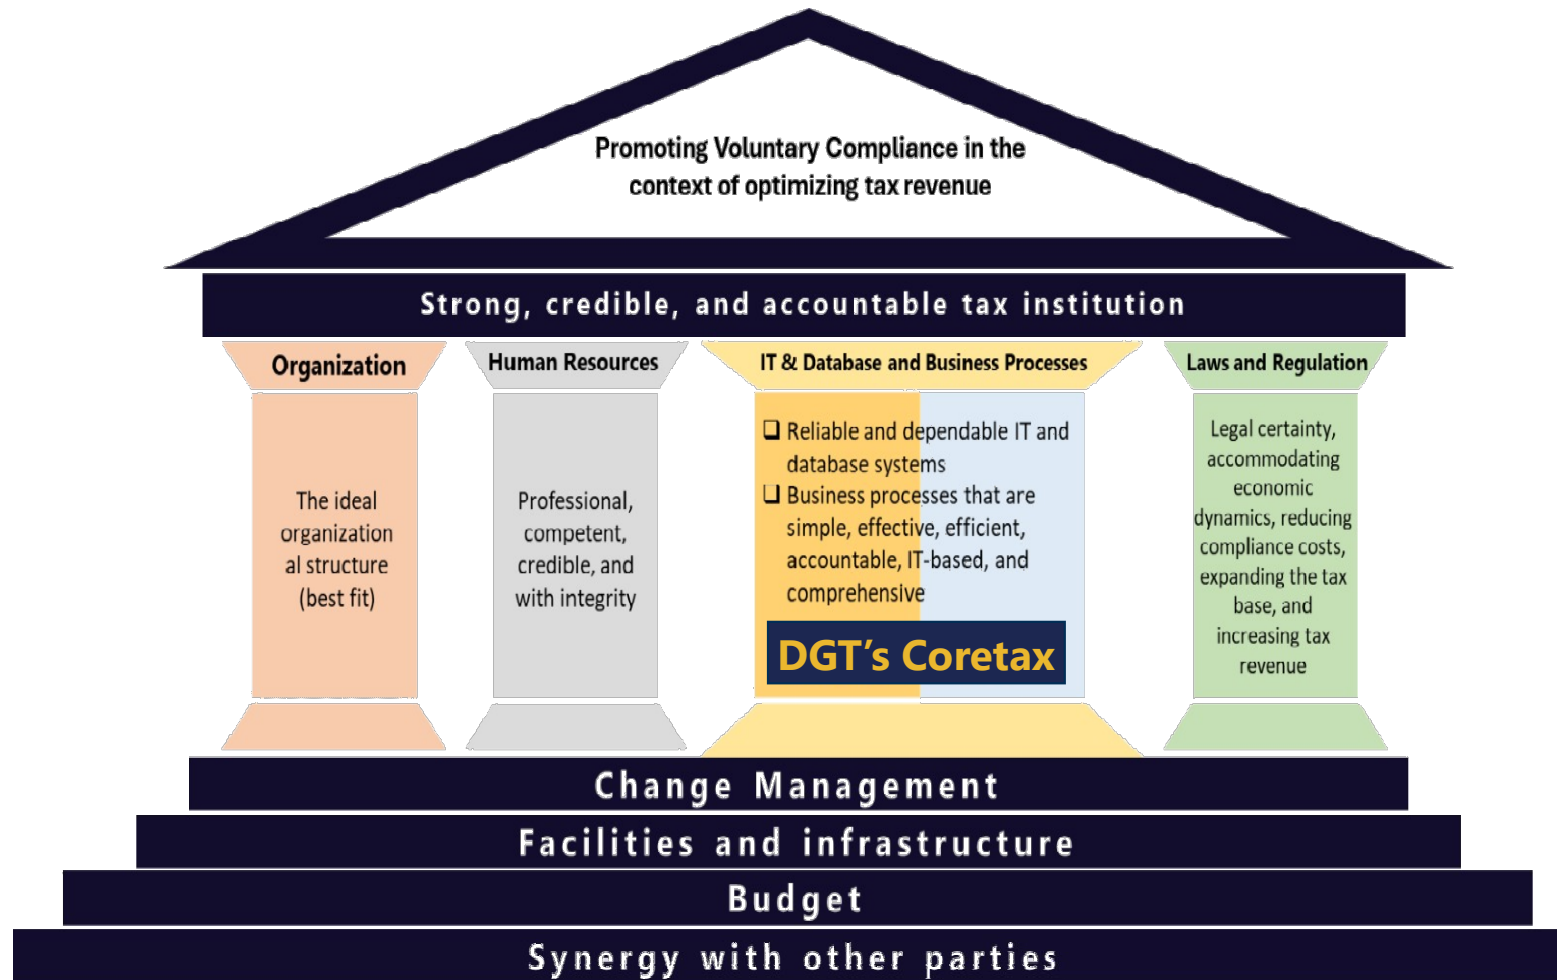 Promoting Voluntary Compliance in the
context of optimizing tax revenue
Strong, credible, and accountable tax institution
Organization
The ideal
organization
al structure
(best fit)
Human Resources
Professional,
competent,
credible, and
with integrity
IT & Database and Business Processes
❑ Reliable and dependable IT and
database systems
❑ Business processes that are
simple, effective, efficient,
accountable, IT-based, and
comprehensive
DGT’s Coretax
Laws and Regulation
Legal certainty,
accommodating
economic
dynamics, reducing
compliance costs,
expanding the tax
base, and
increasing tax
revenue
Change Management
Facilities and infrastructure
Budget
Synergy with other parties